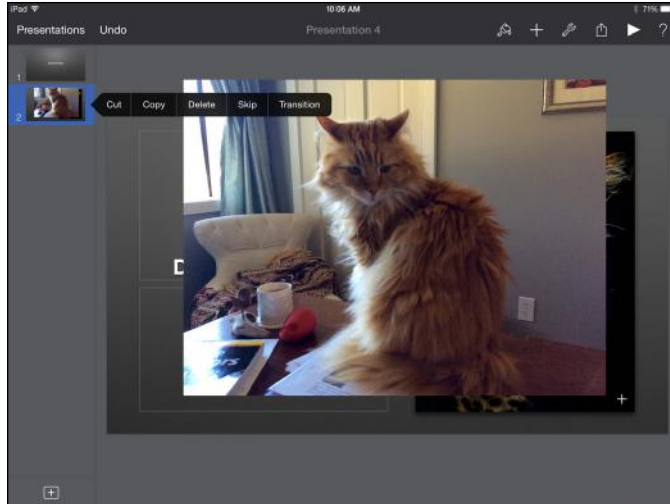 iPad 10:06 AM 71%
Presentations Undo Presentation 4 ?
1
2
Cut Copy Delete Skip Transition
D